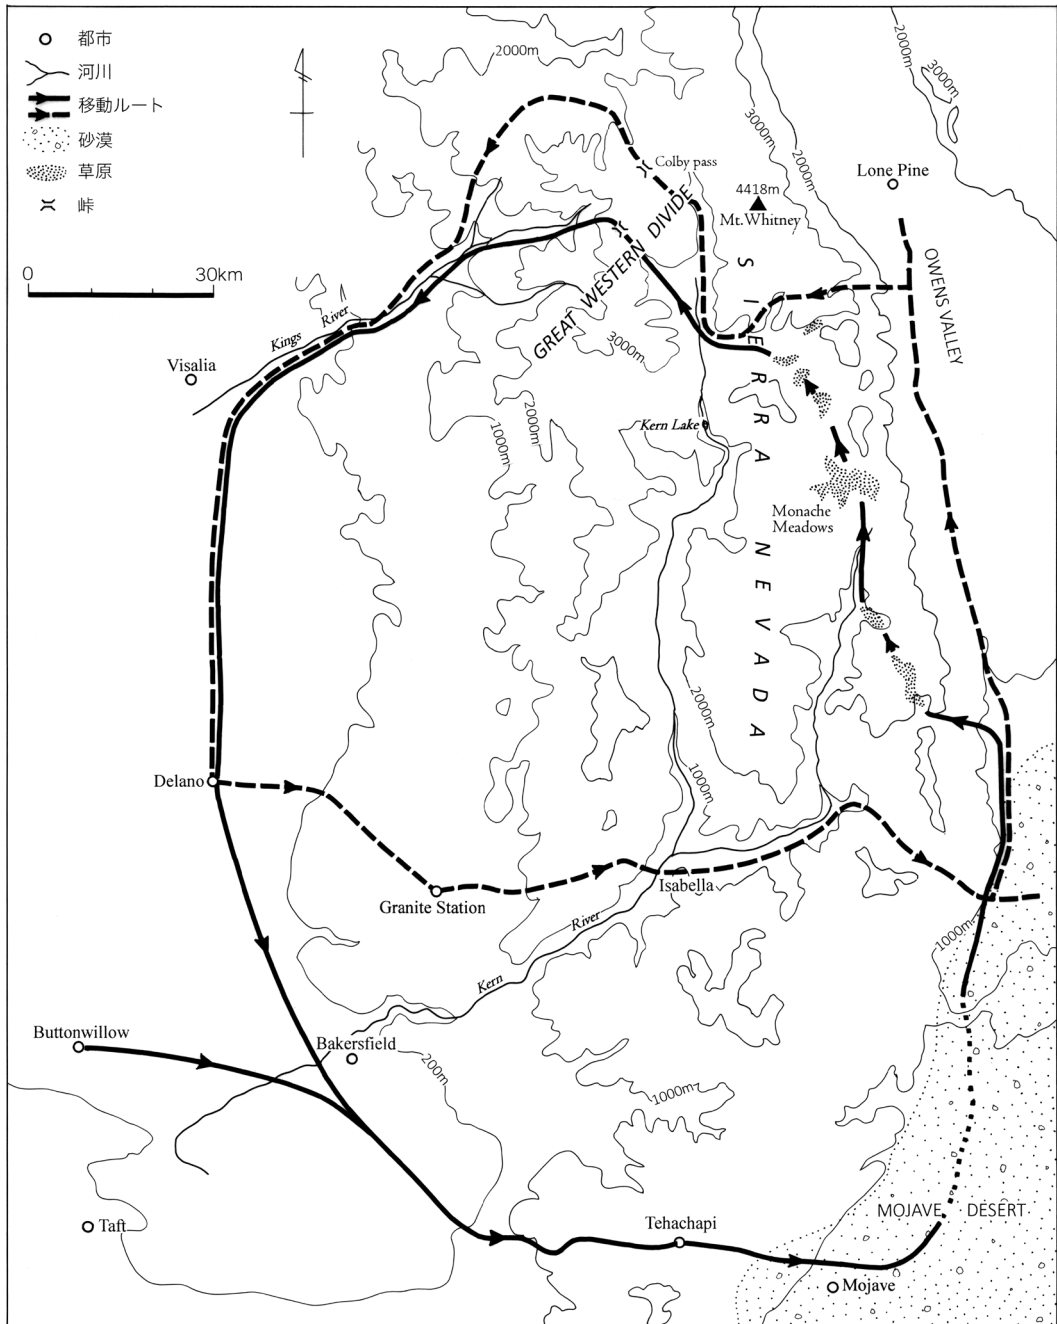 都市
河川
移動ルート
砂漠
草原
峠
0 30km
2000m
2000m
3000m
3000m
2000m
Colby pass
Lone Pine
4418m
Mt.Whitney
GREAT WESTERN DIVIDE
SIERRA NEVADA
OWENS VALLEY
Kings River
3000m
Visalia
2000m
1000m
Kern Lake
Monache
Meadows
2000m
1000m
Delano
Granite Station
Isabella
Kern River
1000m
Buttonwillow
Bakersfield
200m
1000m
Taft
Tehachapi
MOJAVE DESERT
Mojave